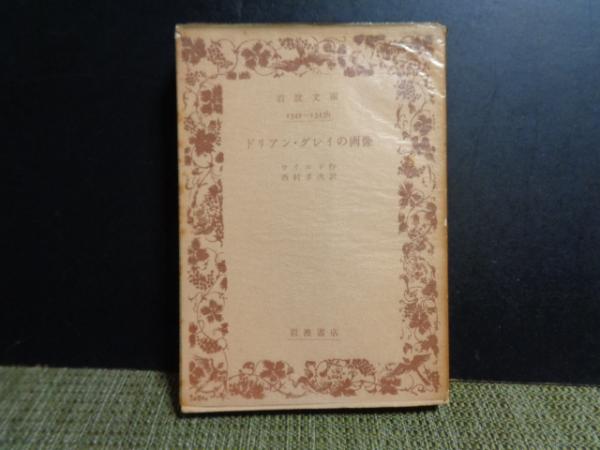 岩波文庫
ドリアン・グレイの画像
ワイルド作
西村孝次訳
岩波書店